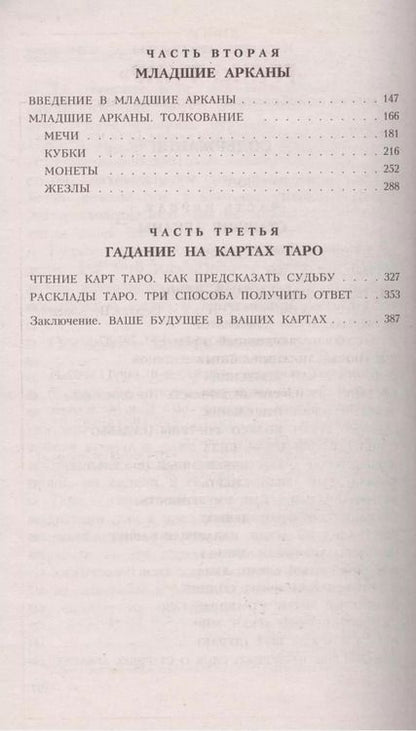 ЧАСТЬ ВТОРАЯ
МЛАДШИЕ АРКАНЫ
ВВЕДЕНИЕ В МЛАДШИЕ АРКАНЫ . . . . . . . . . . . . 147
МЛАДШИЕ АРКАНЫ. ТОЛКОВАНИЕ . . . . . . . . . . . 166
МЕЧИ . . . . . . . . . . . . . . . . . . . . . . . . . . 181
КУБКИ . . . . . . . . . . . . . . . . . . . . . . . . . 216
МОНЕТЫ . . . . . . . . . . . . . . . . . . . . . . . . 252
ЖЕЗЛЫ . . . . . . . . . . . . . . . . . . . . . . . . . 288
ЧАСТЬ ТРЕТЬЯ
ГАДАНИЕ НА КАРТАХ ТАРО
ЧТЕНИЕ КАРТ ТАРО. КАК ПРЕДСКАЗАТЬ СУДЬБУ . . . . 327
РАСКЛАДЫ ТАРО. ТРИ СПОСОБА ПОЛУЧИТЬ ОТВЕТ . . 353
Заключение. ВАШЕ БУДУЩЕЕ В ВАШИХ КАРТАХ . . . . . 387